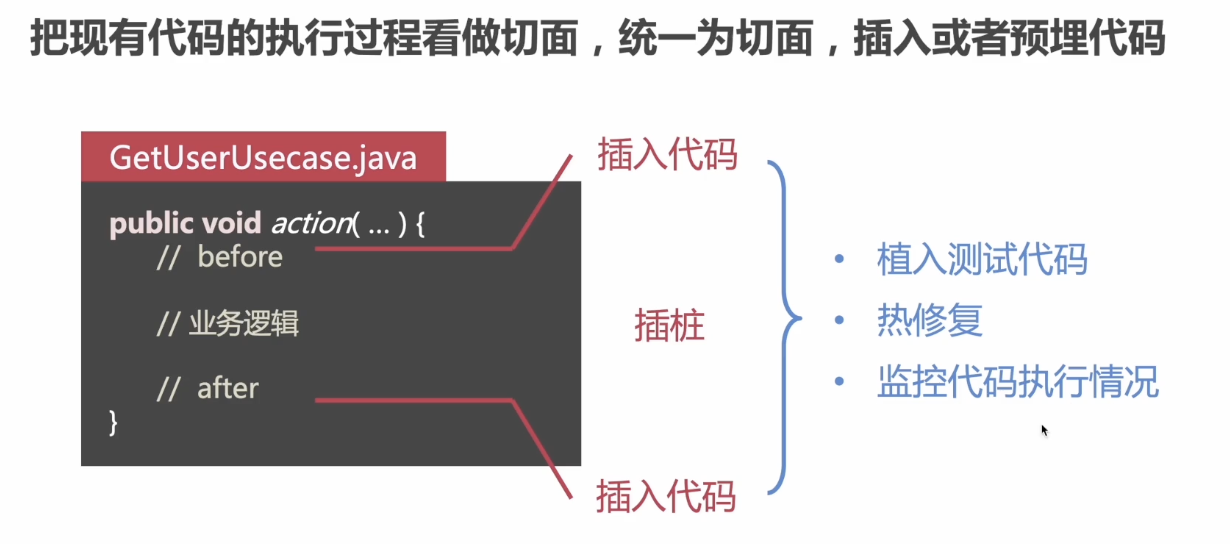 把现有代码的执行过程看做切面，统一为切面，插入或者预埋代码
GetUserUsecase.java
public void action( ... ) {
// before
// 业务逻辑
// after
}
插入代码
插桩
插入代码
• 植入测试代码
• 热修复
• 监控代码执行情况